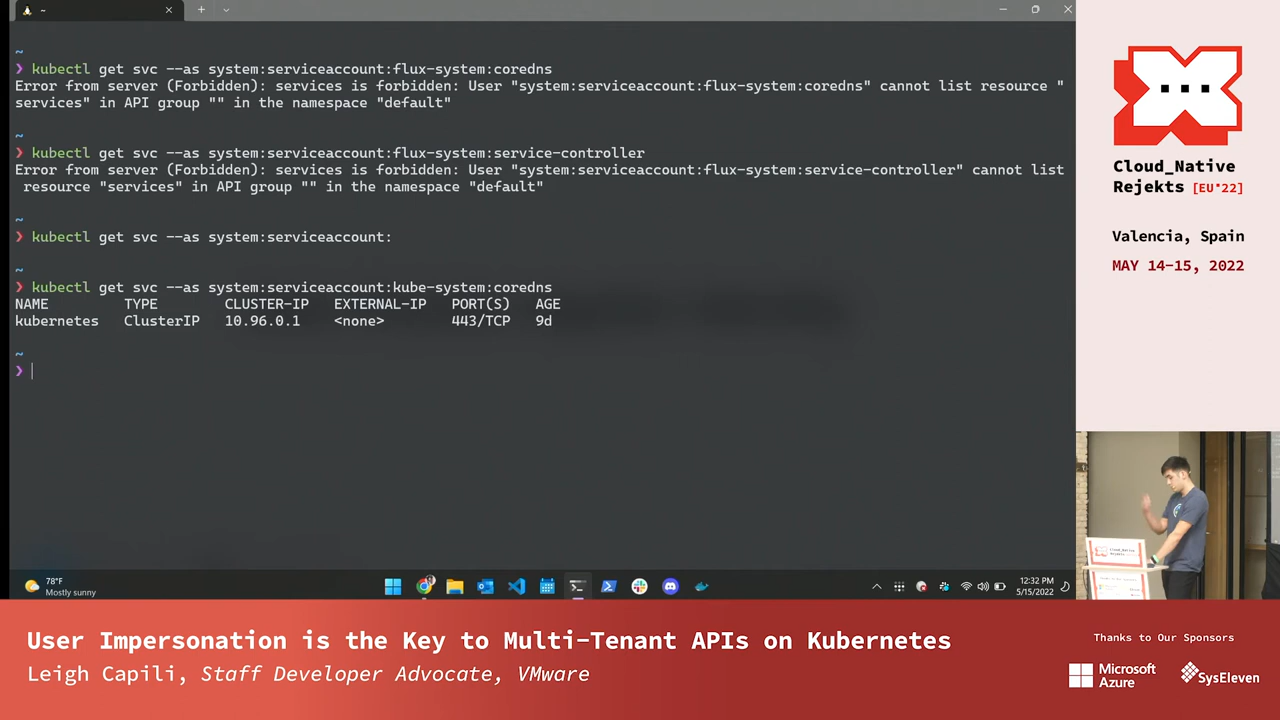 ~
~
❯ kubectl get svc --as system:serviceaccount:flux-system:coredns
Error from server (Forbidden): services is forbidden: User "system:serviceaccount:flux-system:coredns" cannot list resource "
services" in API group "" in the namespace "default"
~
❯ kubectl get svc --as system:serviceaccount:flux-system:service-controller
Error from server (Forbidden): services is forbidden: User "system:serviceaccount:flux-system:service-controller" cannot list
resource "services" in API group "" in the namespace "default"
~
❯ kubectl get svc --as system:serviceaccount:
~
❯ kubectl get svc --as system:serviceaccount:kube-system:coredns
NAME TYPE CLUSTER-IP EXTERNAL-IP PORT(S) AGE
kubernetes ClusterIP 10.96.0.1 <none> 443/TCP 9d
~
❯
78°F
Mostly sunny
12:32 PM
5/15/2022
Cloud_Native
Rejekts [EU*22]
Valencia, Spain
MAY 14-15, 2022
Cloud_Native
Rejekts
User Impersonation is the Key to Multi-Tenant APIs on Kubernetes
Leigh Capili, Staff Developer Advocate, VMware
Thanks to Our Sponsors
Microsoft
Azure
SysEleven